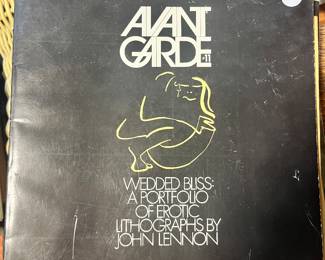 AVANT
GARDE #11
WEDDED BLISS:
A PORTFOLIO
OF EROTIC
LITHOGRAPHS BY
JOHN LENNON